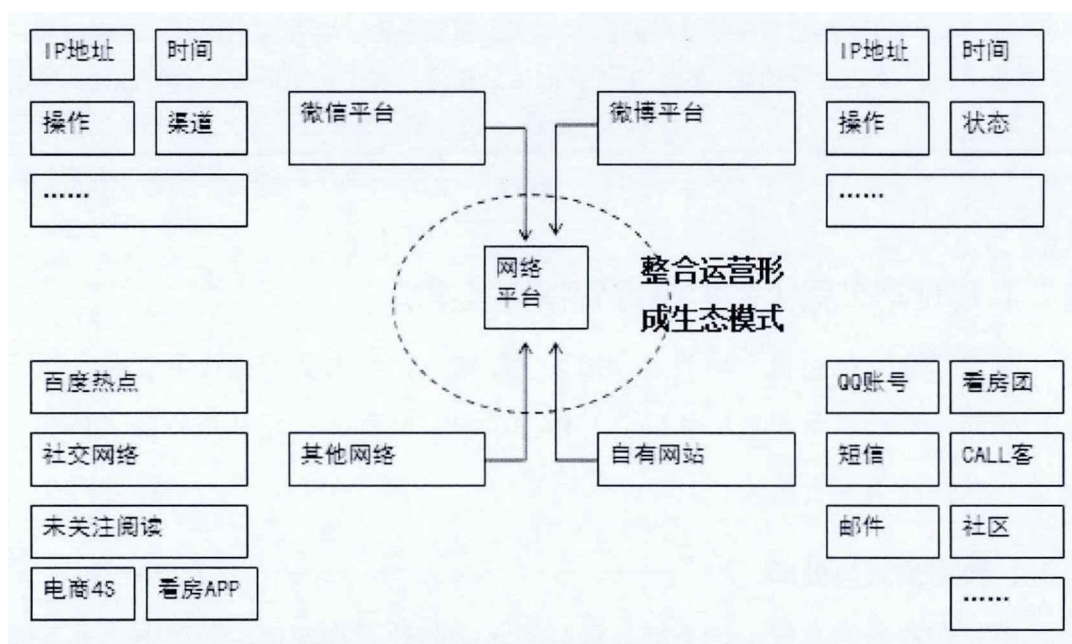 IP地址
时间
操作
渠道
......
微信平台
微博平台
IP地址
时间
操作
状态
......
网络
平台
整合运营形
成生态模式
百度热点
社交网络
未关注阅读
电商4S
看房APP
其他网络
自有网站
QQ账号
看房团
短信
CALL客
邮件
社区
......